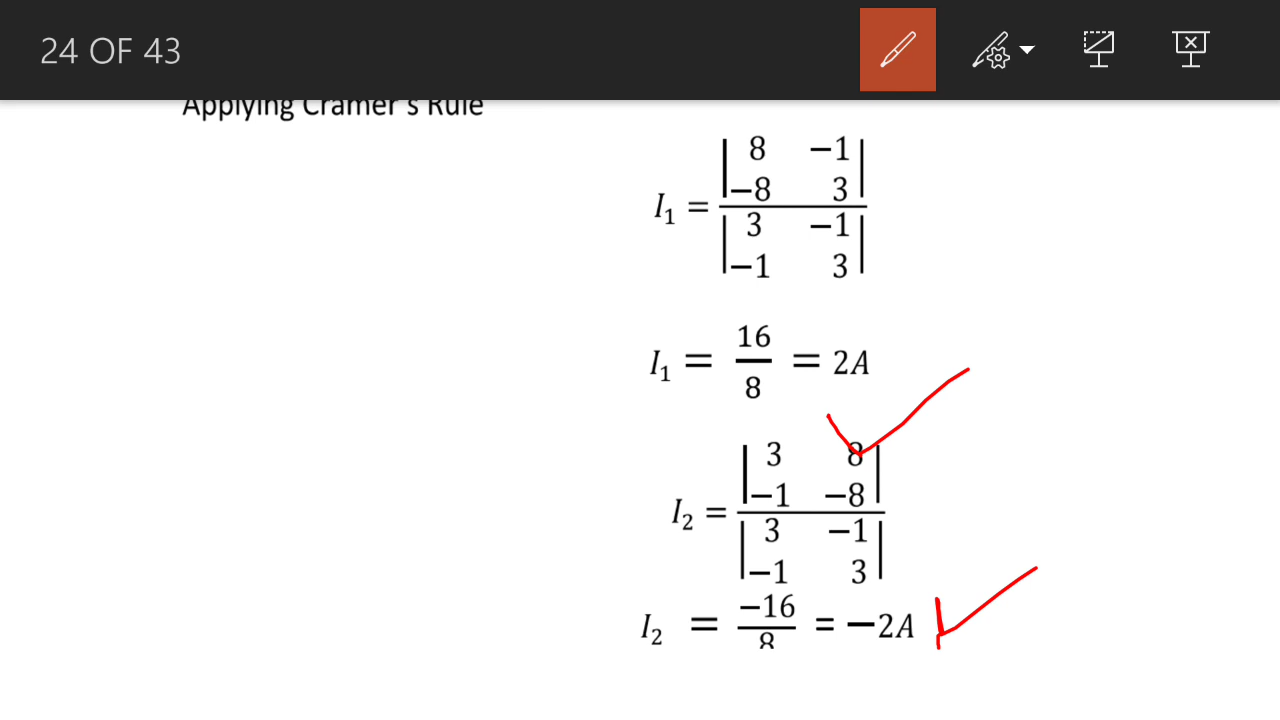 24 OF 43
Applying Cramer's Rule
| 8 −1 |
| −8 3 |
I₁ =
| 3 −1 |
| −1 3 |
I₁ = 16/8 = 2A
| 3 8 |
| −1 −8 |
I₂ =
| 3 −1 |
| −1 3 |
I₂ = −16/8 = −2A